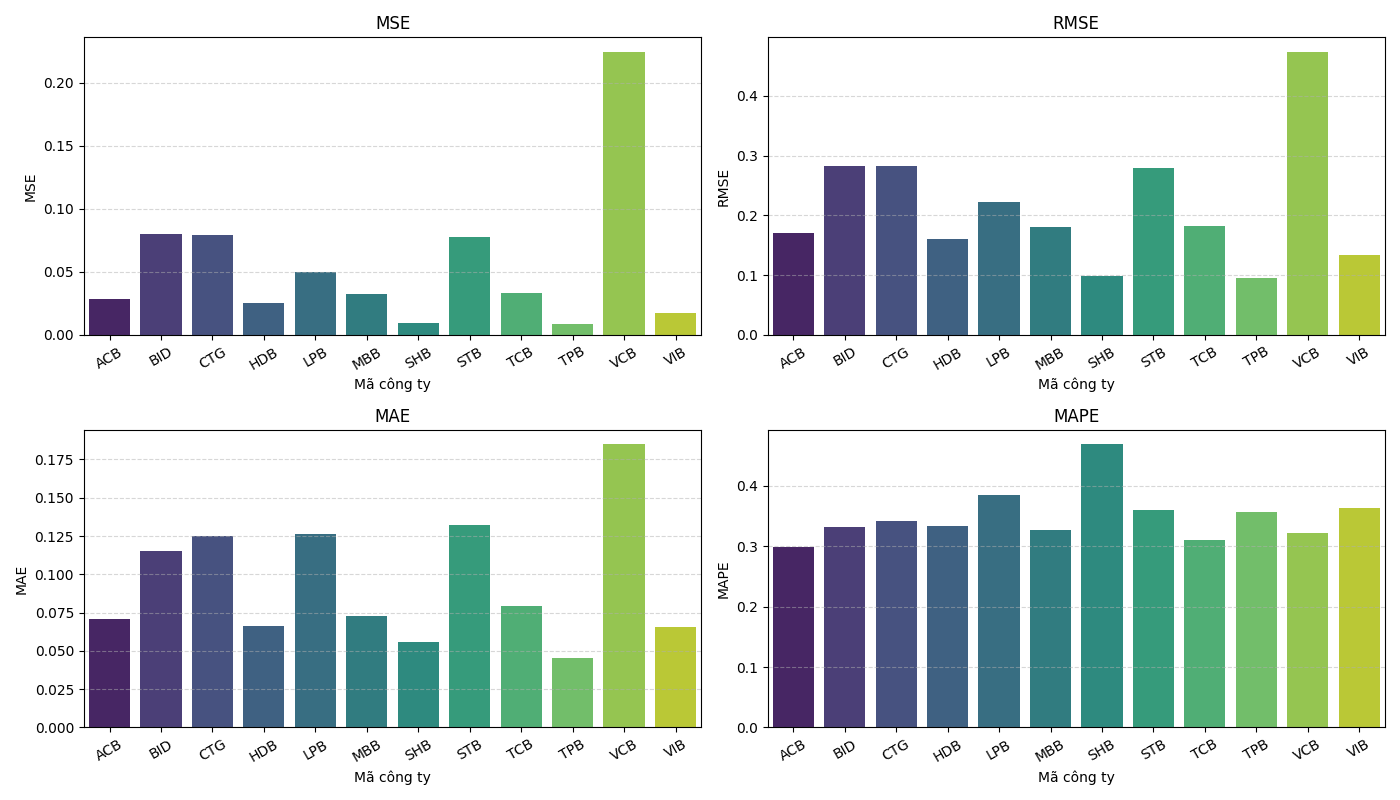 MSE
MSE
0.20
0.15
0.10
0.05
0.00
ACB BID CTG HDB LPB MBB SHB STB TCB TPB VCB VIB
Mã công ty
RMSE
RMSE
0.4
0.3
0.2
0.1
0.0
ACB BID CTG HDB LPB MBB SHB STB TCB TPB VCB VIB
Mã công ty
MAE
MAE
0.175
0.150
0.125
0.100
0.075
0.050
0.025
0.000
ACB BID CTG HDB LPB MBB SHB STB TCB TPB VCB VIB
Mã công ty
MAPE
MAPE
0.4
0.3
0.2
0.1
0.0
ACB BID CTG HDB LPB MBB SHB STB TCB TPB VCB VIB
Mã công ty